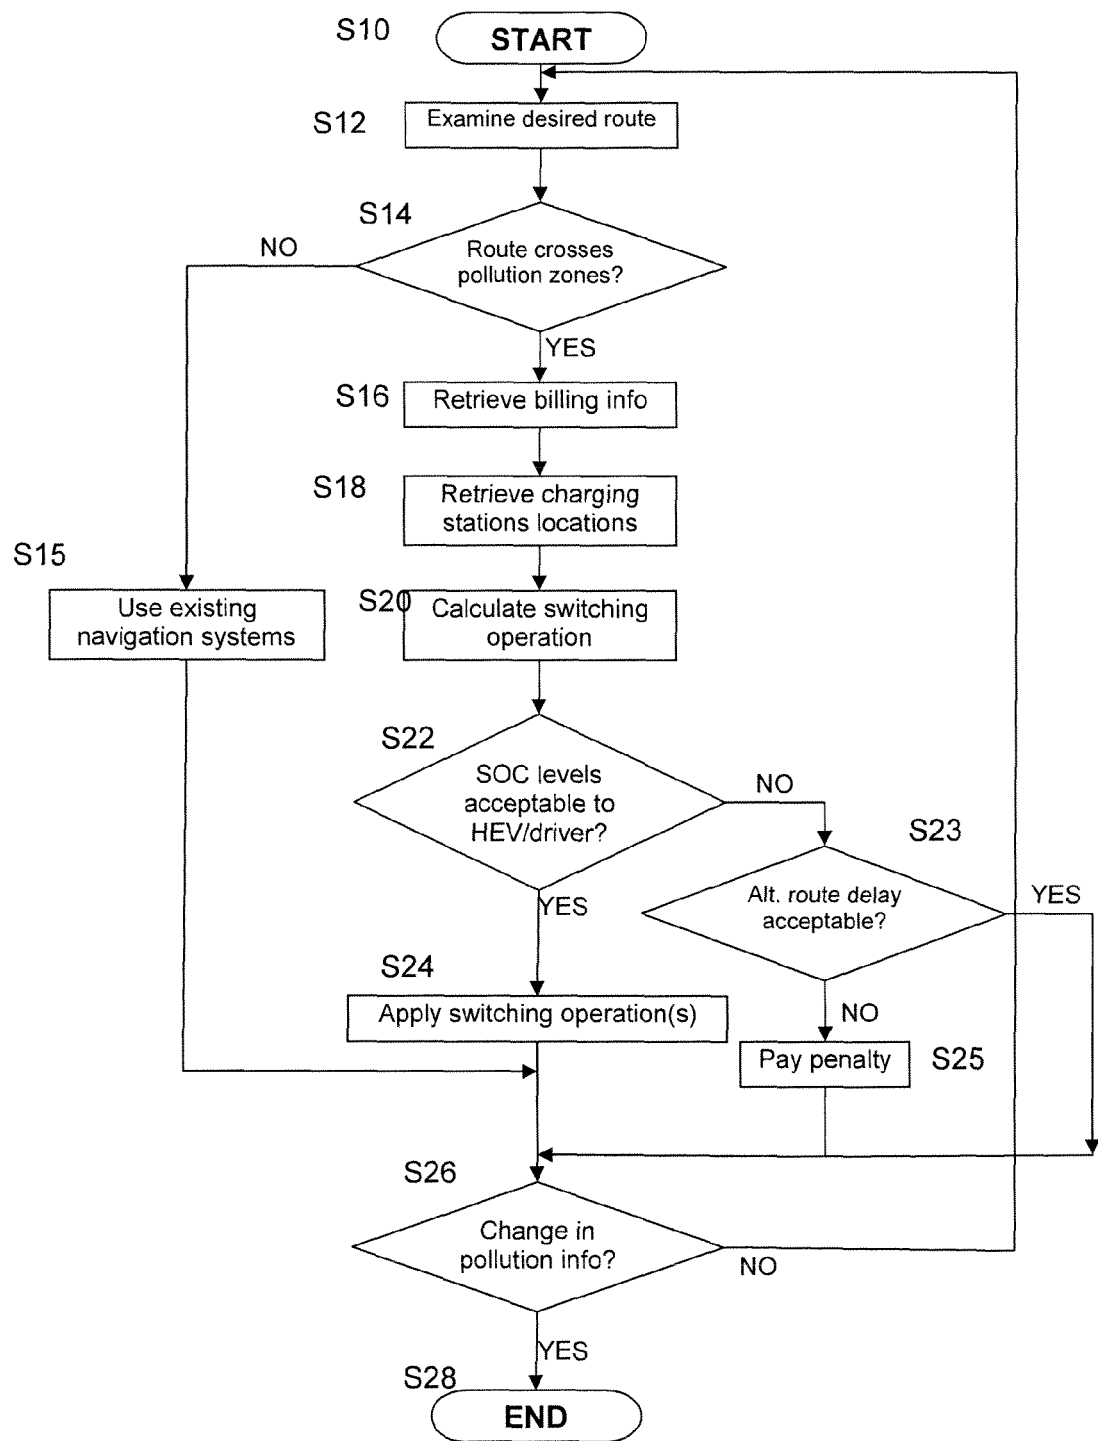 S10
START
S12
Examine desired route
S14
Route crosses
pollution zones?
NO
YES
S16
Retrieve billing info
S18
Retrieve charging
stations locations
S15
Use existing
navigation systems
S20
Calculate switching
operation
S22
SOC levels
acceptable to
HEV/driver?
NO
YES
S23
Alt. route delay
acceptable?
YES
NO
S24
Apply switching operation(s)
Pay penalty
S25
S26
Change in
pollution info?
NO
YES
S28
END